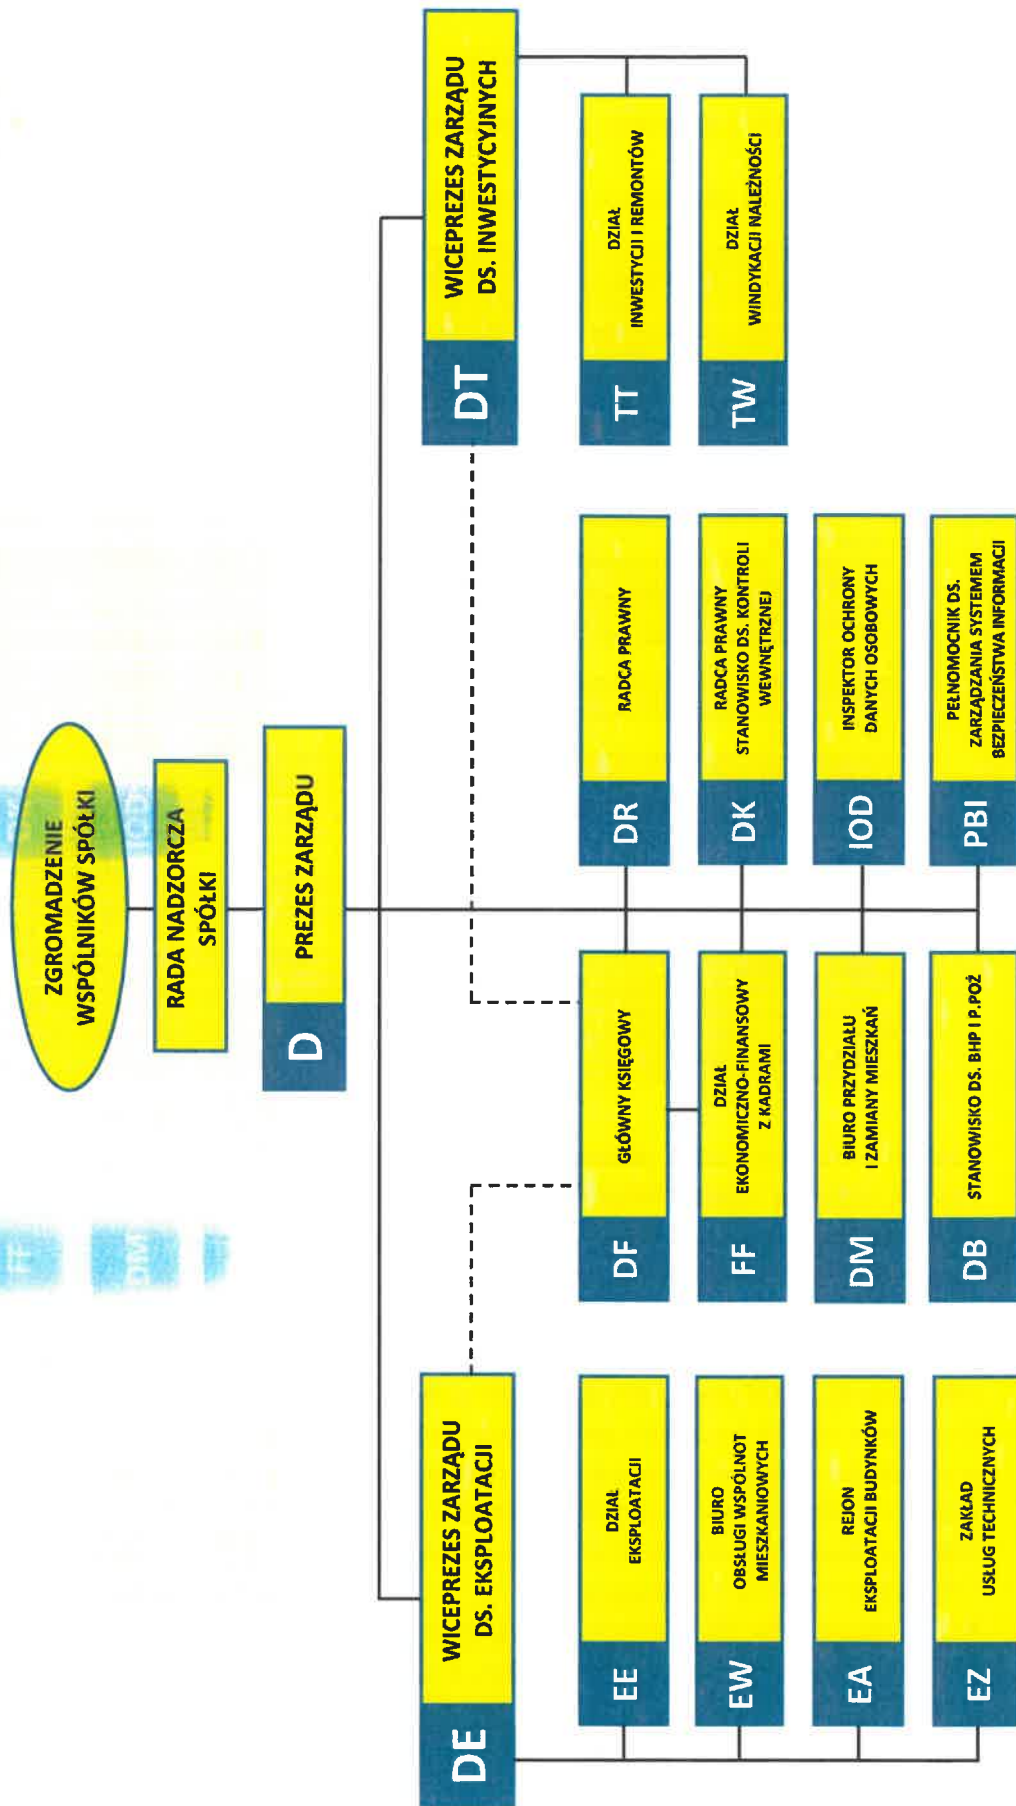 ZGROMADZENIE
WSPÓLNIKÓW SPÓŁKI
RADA NADZORCZA
SPÓŁKI
D
PREZES ZARZĄDU
DE
WICEPREZES ZARZĄDU
DS. EKSPLOATACJI
DT
WICEPREZES ZARZĄDU
DS. INWESTYCYJNYCH
EE
DZIAŁ
EKSPLOATACJI
EW
BIURO
OBSŁUGI WSPÓLNOT
MIESZKANIOWYCH
EA
REJON
EKSPLOATACJI BUDYNKÓW
EZ
ZAKŁAD
USŁUG TECHNICZNYCH
DF
GŁÓWNY KSIĘGOWY
FF
DZIAŁ
EKONOMICZNO-FINANSOWY
Z KADRAMI
DM
BIURO PRZYDZIAŁU
I ZAMIANY MIESZKAŃ
DB
STANOWISKO DS. BHP I P.POŻ
DR
RADCA PRAWNY
DK
RADCA PRAWNY
STANOWISKO DS. KONTROLI
WEWNĘTRZNEJ
IOD
INSPEKTOR OCHRONY
DANYCH OSOBOWYCH
PBI
PEŁNOMOCNIK DS.
ZARZĄDZANIA SYSTEMEM
BEZPIECZEŃSTWA INFORMACJI
TT
DZIAŁ
INWESTYCJI I REMONTÓW
TW
DZIAŁ
WINDYKACJI NALEŻNOŚCI
FF
DM